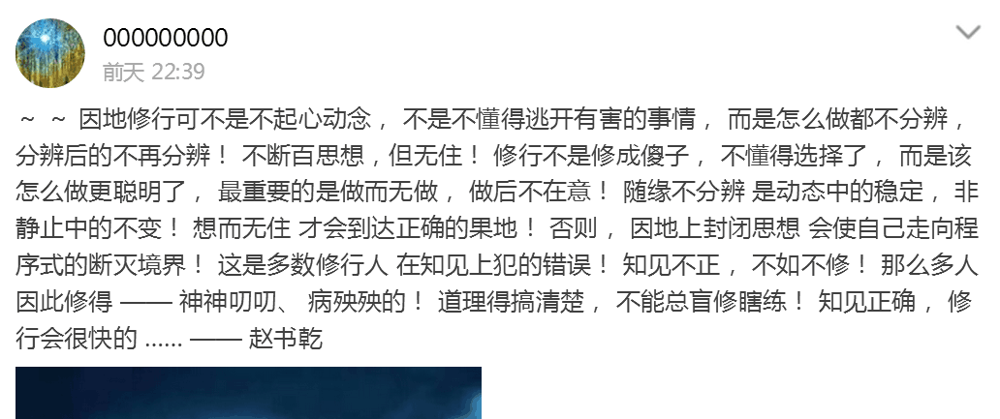 000000000
前天 22:39
~ ~ 因地修行可不是不起心动念， 不是不懂得逃开有害的事情， 而是怎么做都不分辨，
分辨后的不再分辨！ 不断百思想，但无住！ 修行不是修成傻子， 不懂得选择了， 而是该
怎么做更聪明了， 最重要的是做而无做， 做后不在意！ 随缘不分辨 是动态中的稳定， 非
静止中的不变！ 想而无住 才会到达正确的果地！ 否则， 因地上封闭思想 会使自己走向程
序式的断灭境界！ 这是多数修行人 在知见上犯的错误！ 知见不正， 不如不修！ 那么多人
因此修得 —— 神神叨叨、 病殃殃的！ 道理得搞清楚， 不能总盲修瞎练！ 知见正确， 修
行会很快的 ...... —— 赵书乾